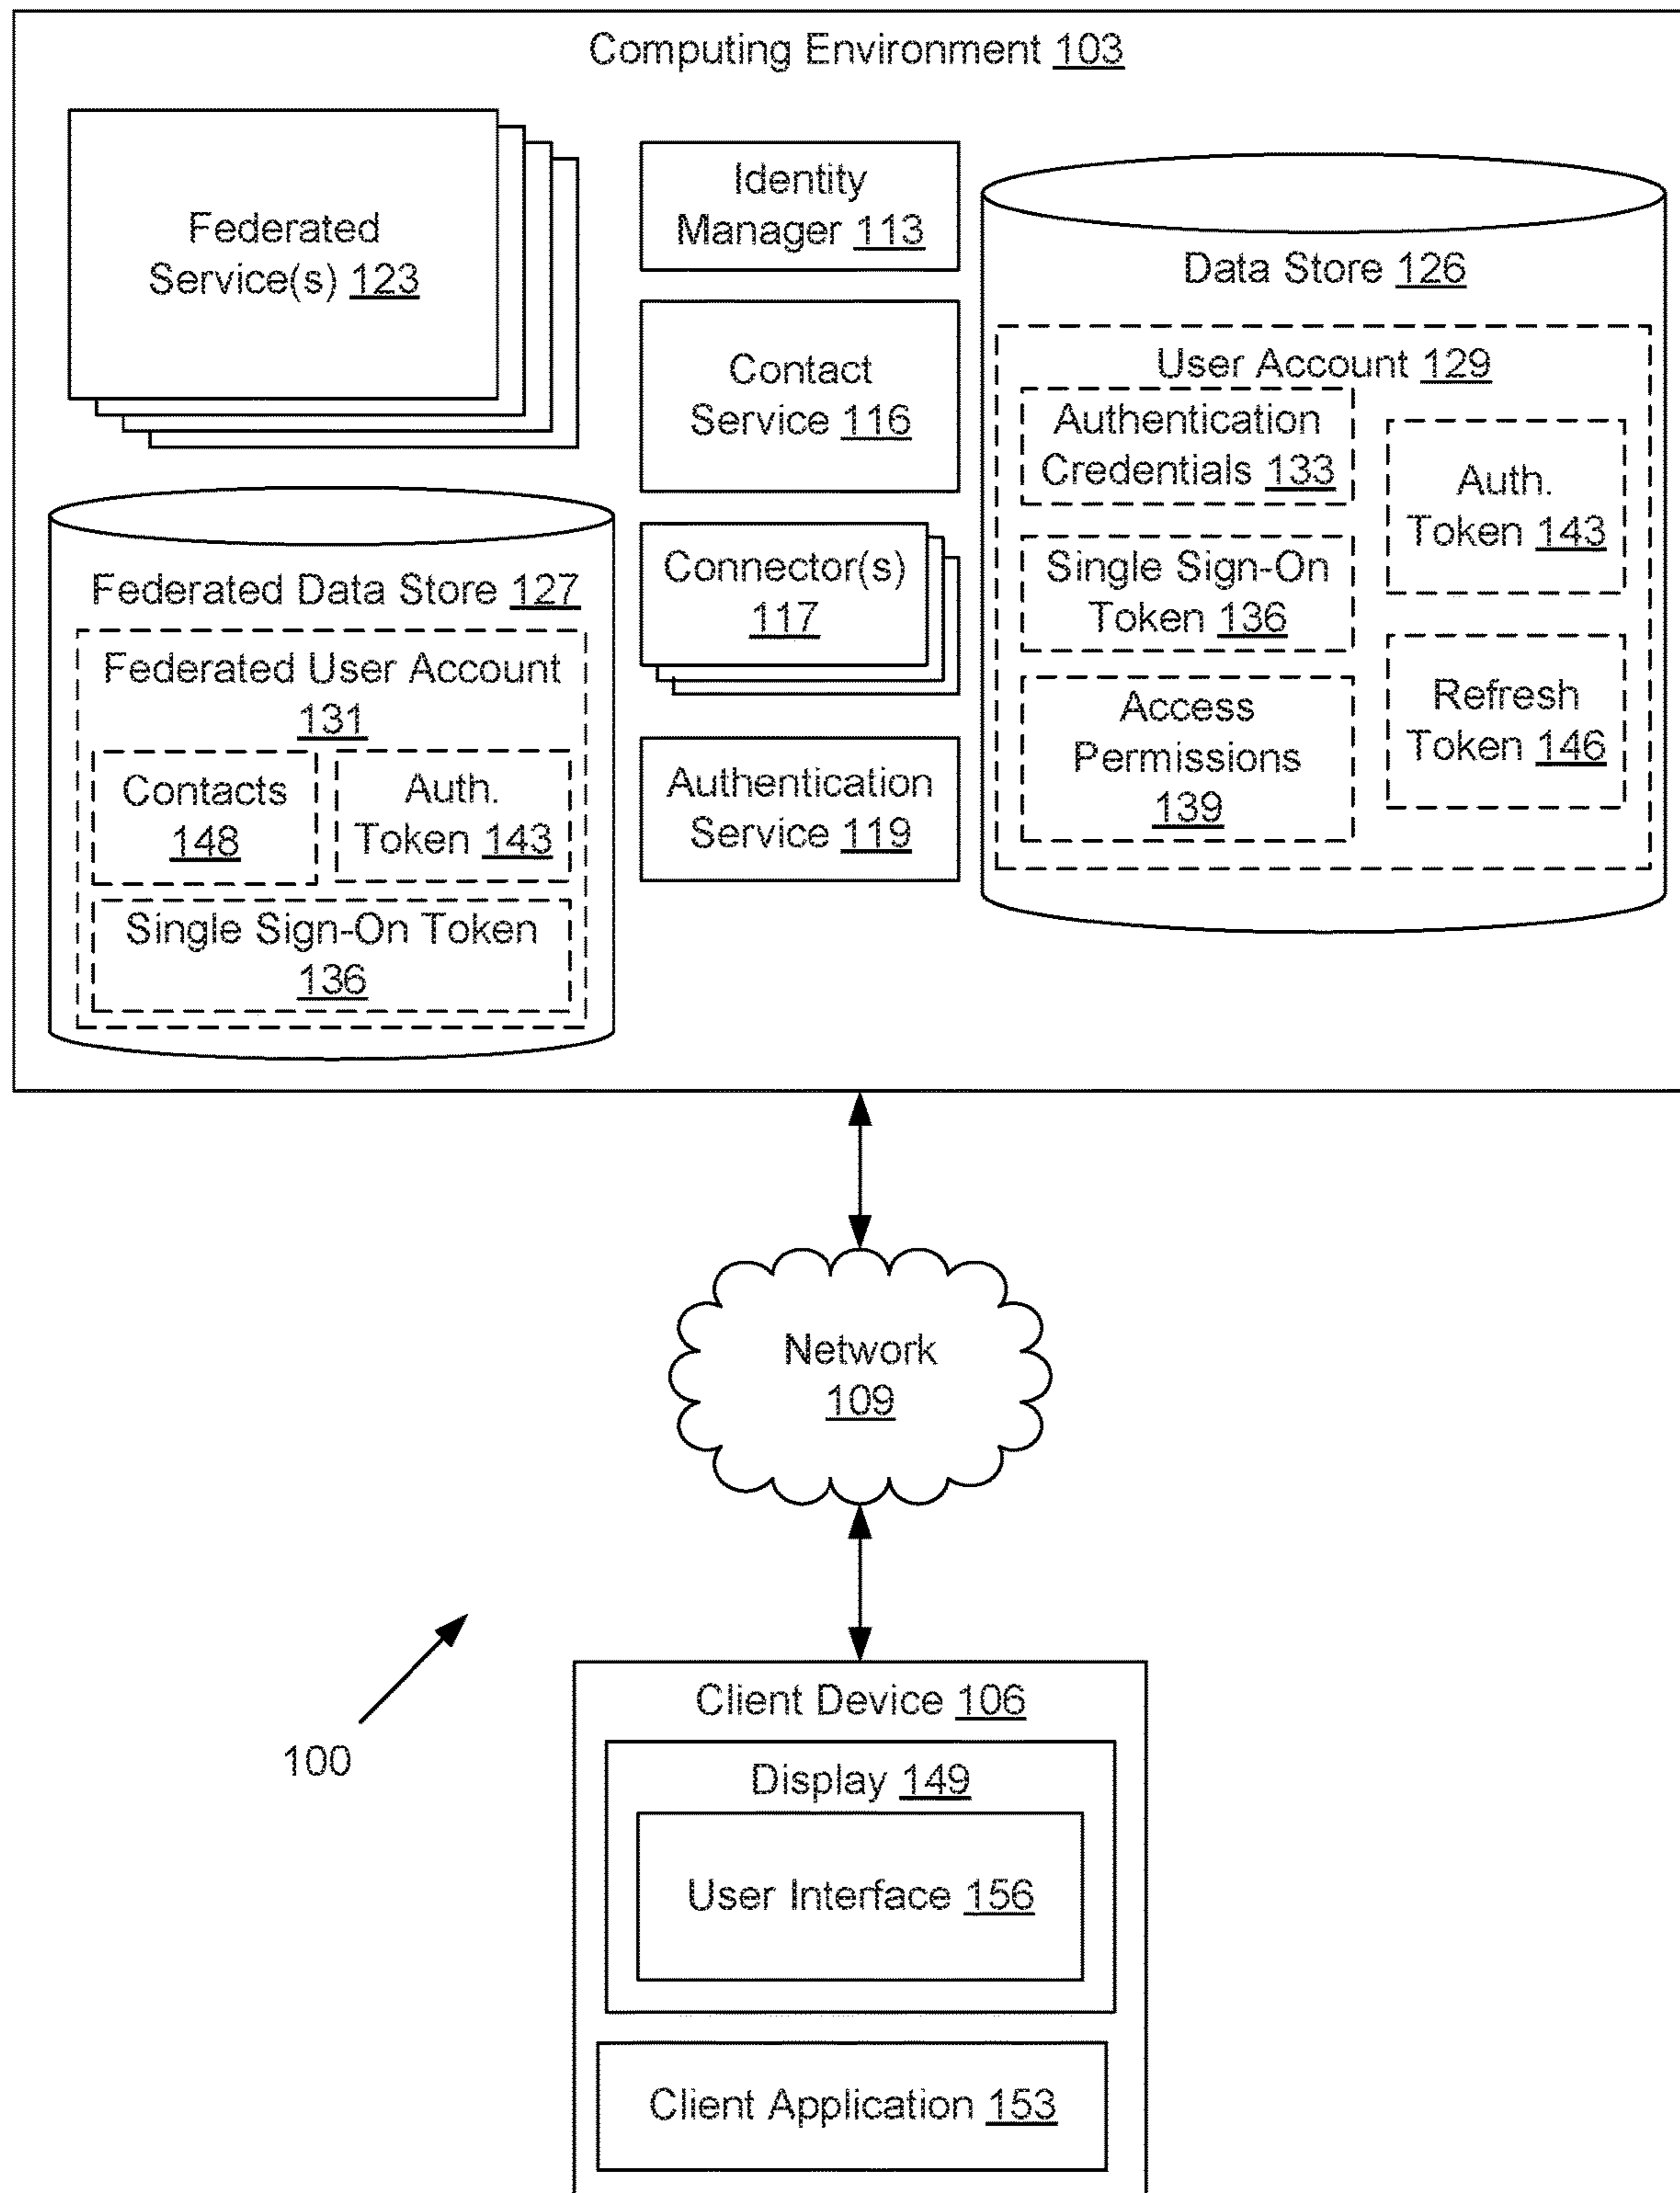 Computing Environment 103
Federated
Service(s) 123
Identity
Manager 113
Contact
Service 116
Connector(s)
117
Authentication
Service 119
Data Store 126
User Account 129
Authentication
Credentials 133
Single Sign-On
Token 136
Access
Permissions
139
Auth.
Token 143
Refresh
Token 146
Federated Data Store 127
Federated User Account
131
Contacts
148
Auth.
Token 143
Single Sign-On Token
136
Network
109
100
Client Device 106
Display 149
User Interface 156
Client Application 153